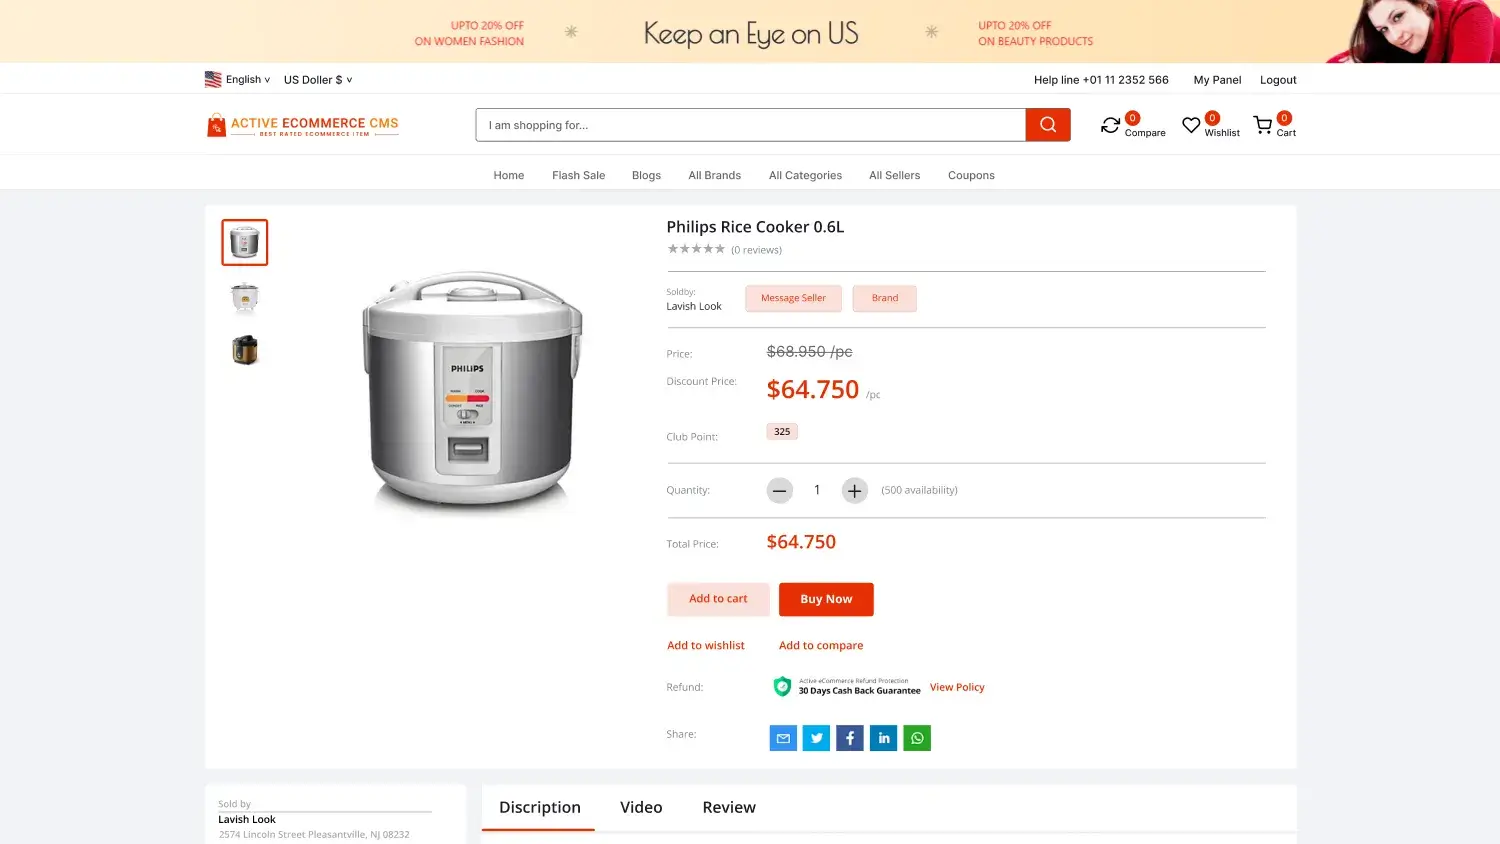 UPTO 20% OFF
ON WOMEN FASHION
Keep an Eye on US
UPTO 20% OFF
ON BEAUTY PRODUCTS
English
US Doller $
Help line +01 11 2352 566
My Panel
Logout
ACTIVE ECOMMERCE CMS
BEST RATED ECOMMERCE ITEM
I am shopping for...
0
Compare
0
Wishlist
0
Cart
Home
Flash Sale
Blogs
All Brands
All Categories
All Sellers
Coupons
Philips Rice Cooker 0.6L
(0 reviews)
Soldby:
Lavish Look
Message Seller
Brand
PHILIPS
Price:
$68.950 /pc
Discount Price:
$64.750 /pc
Club Point:
325
Quantity:
1
(500 availability)
Total Price:
$64.750
Add to cart
Buy Now
Add to wishlist
Add to compare
Refund:
Active eCommerce Refund Protection
30 Days Cash Back Guarantee
View Policy
Share:
Sold by
Lavish Look
2574 Lincoln Street Pleasantville, NJ 08232
Discription
Video
Review